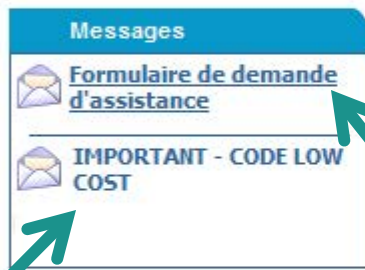 Messages
Formulaire de demande
d'assistance
IMPORTANT - CODE LOW
COST